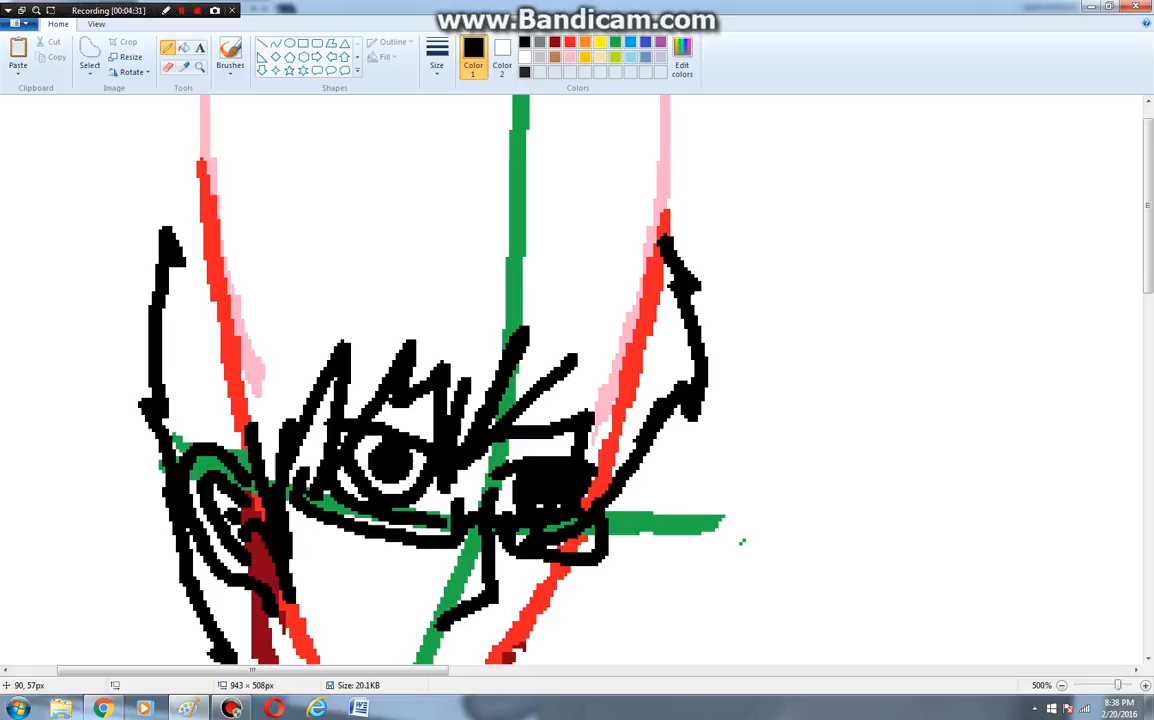 www.Bandicam.com
Recording [00:04:31]
Home View
Paste
Cut
Copy
Clipboard
Select
Crop
Resize
Rotate
Image
A
Tools
Brushes
Outline
Fill
Shapes
Size
Color 1
Color 2
Edit colors
Colors
90, 57px
943 × 508px
Size: 20.1KB
500%
8:38 PM
2/20/2016